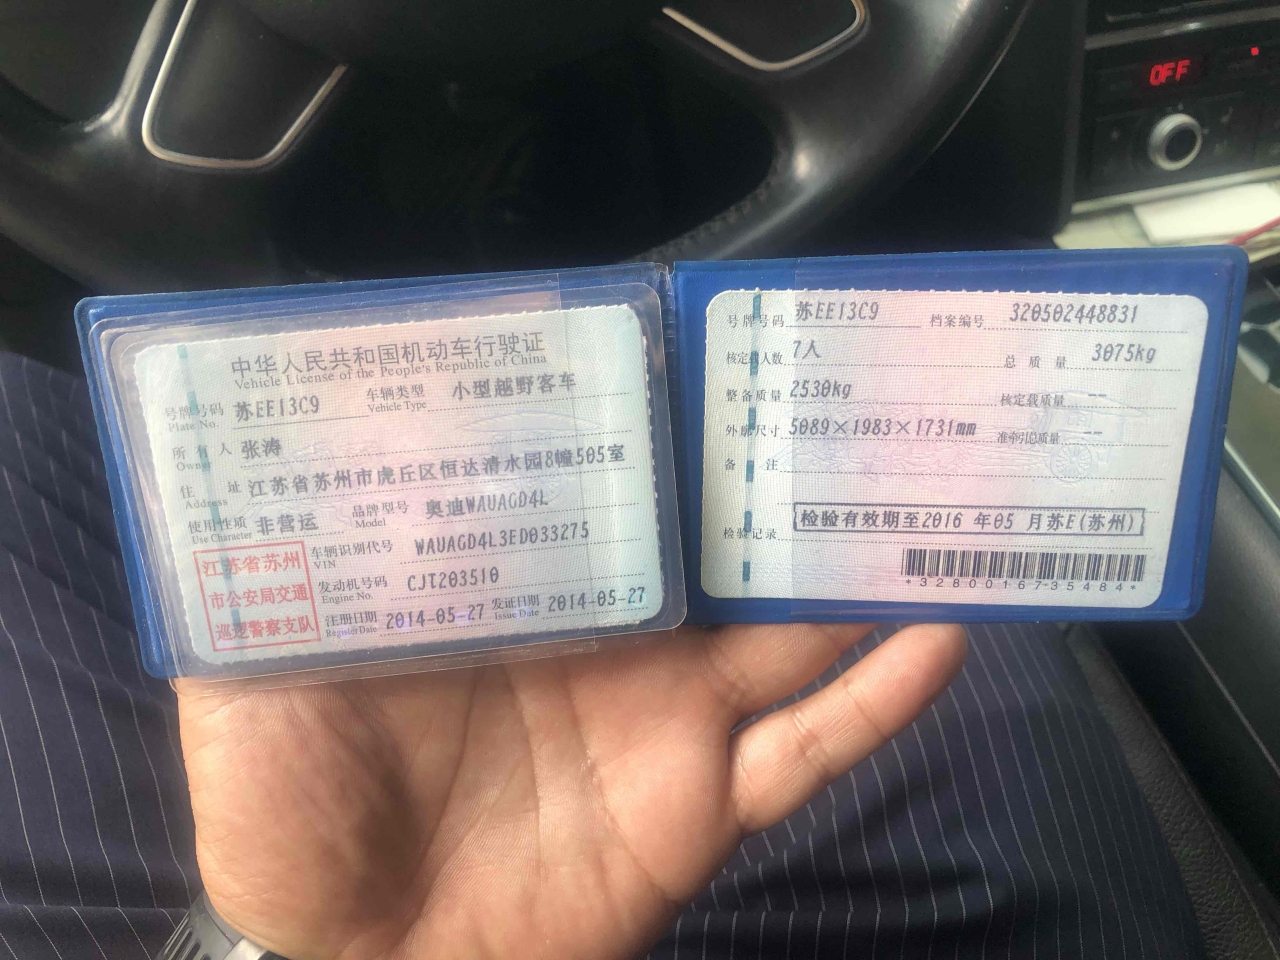 OFF
中华人民共和国机动车行驶证
Vehicle License of the People's Republic of China
号牌号码 苏EE13C9 车辆类型 小型越野客车
Plate No. Vehicle Type
所有人 张涛
Owner
住址 江苏省苏州市虎丘区恒达清水园8幢505室
Address
使用性质 非营运 品牌型号 奥迪WAUAGD4L
Use Character Model
江苏省苏州
市公安局交通
巡逻警察支队
车辆识别代号 WAUAGD4L3ED033275
VIN
发动机号码 CJT203510
Engine No.
注册日期 2014-05-27 发证日期 2014-05-27
Register Date Issue Date
号牌号码 苏EE13C9 档案编号 320502448831
核定载人数 7人 总质量 3075kg
整备质量 2530kg 核定载质量 --
外廓尺寸 5089×1983×1731mm 准牵引总质量 --
备注
检验记录 检验有效期至2016 年05 月苏E(苏州)
*3280016735484*